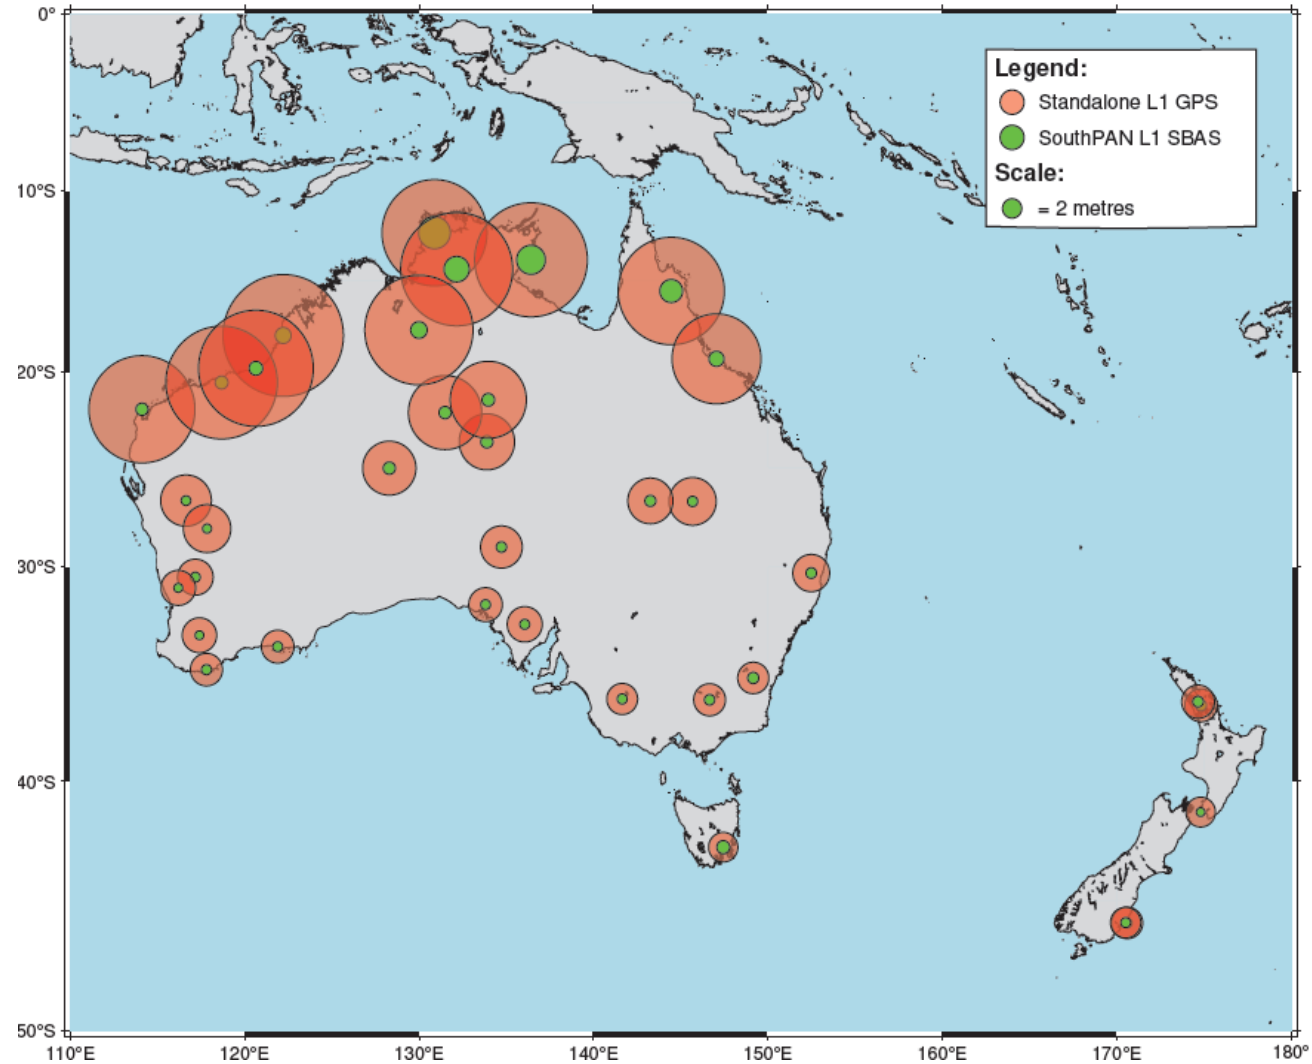 0°
10°S
20°S
30°S
40°S
50°S
110°E
120°E
130°E
140°E
150°E
160°E
170°E
180°
Legend:
Standalone L1 GPS
SouthPAN L1 SBAS
Scale:
= 2 metres